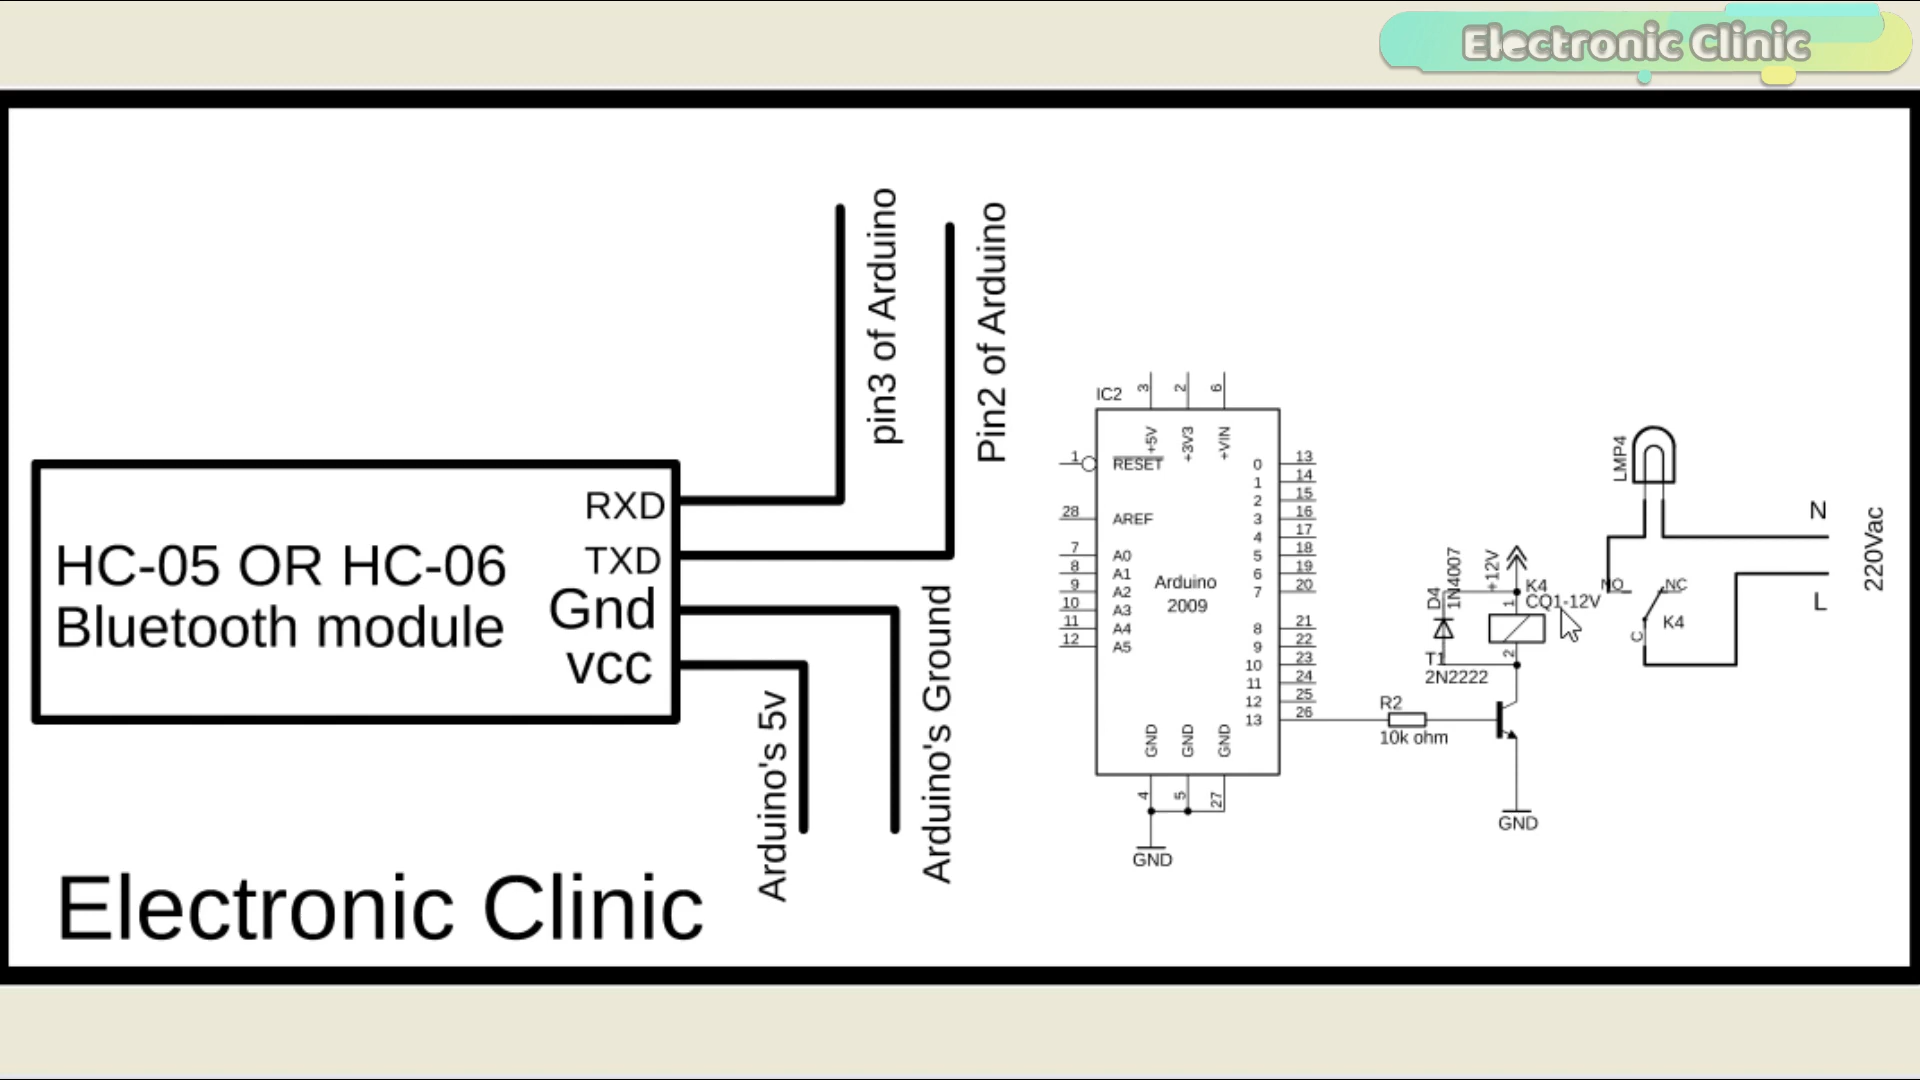 Electronic Clinic
pin3 of Arduino
Pin2 of Arduino
HC-05 OR HC-06
Bluetooth module
RXD
TXD
Gnd
vcc
Arduino's 5v
Arduino's Ground
Electronic Clinic
IC2
3
2
6
+5V
+3V3
+VIN
1
RESET
28
AREF
7
A0
8
A1
9
A2
10
A3
11
A4
12
A5
Arduino
2009
0
13
1
14
2
15
3
16
4
17
5
18
6
19
7
20
8
21
9
22
10
23
11
24
12
25
13
26
GND
GND
GND
4
5
27
GND
R2
10k ohm
D4
1N4007
+12V
K4
CQ1-12V
1
2
T1
2N2222
GND
LMP4
NO
NC
K4
C
N
L
220Vac